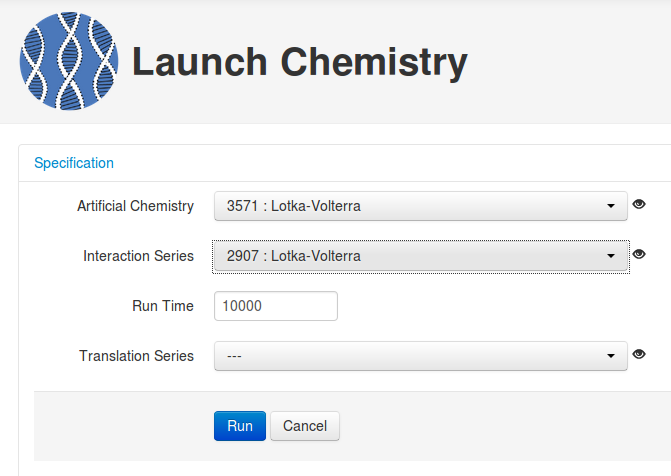 Launch Chemistry
Specification
Artificial Chemistry 3571 : Lotka-Volterra
Interaction Series 2907 : Lotka-Volterra
Run Time 10000
Translation Series ---
Run Cancel